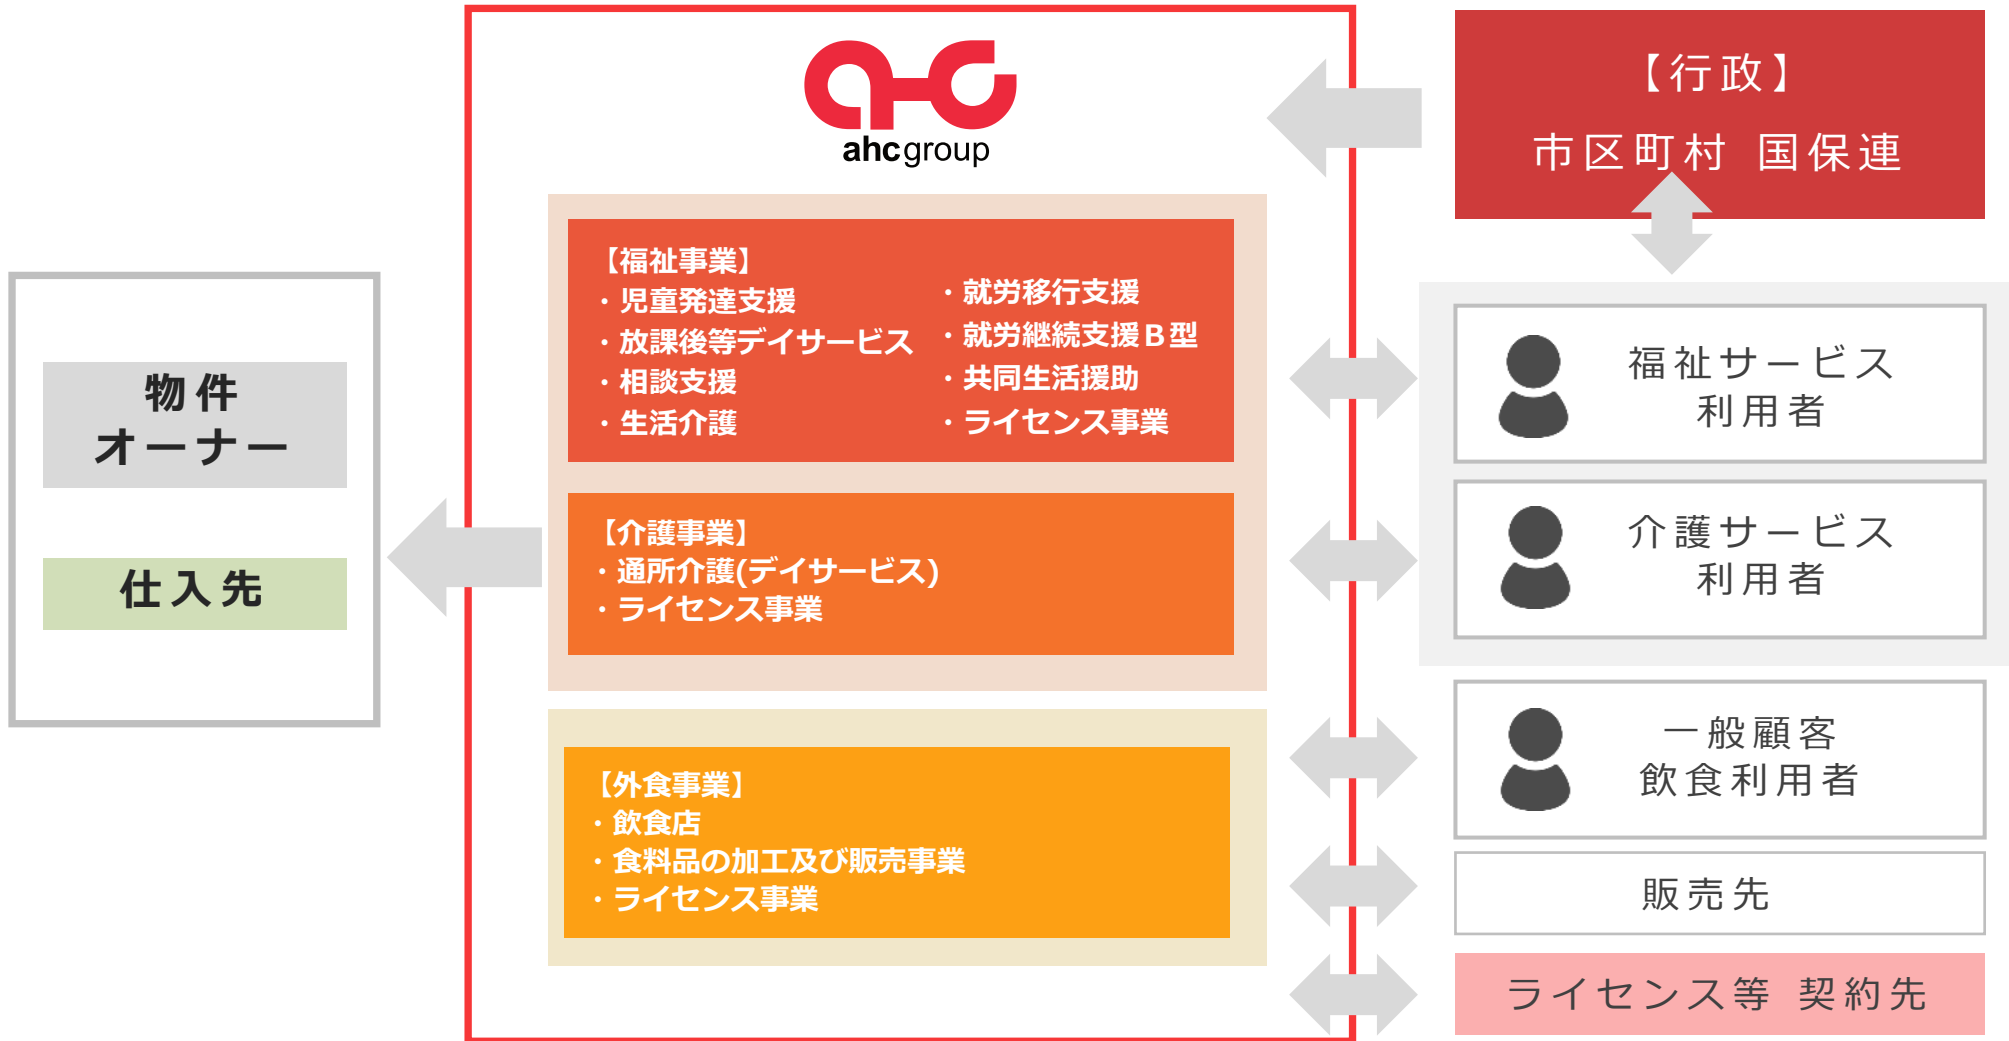 ahcgroup
【行政】
市区町村 国保連
【福祉事業】
・児童発達支援
・放課後等デイサービス
・相談支援
・生活介護
・就労移行支援
・就労継続支援B型
・共同生活援助
・ライセンス事業
【介護事業】
・通所介護(デイサービス)
・ライセンス事業
【外食事業】
・飲食店
・食料品の加工及び販売事業
・ライセンス事業
物件
オーナー
仕入先
福祉サービス
利用者
介護サービス
利用者
一般顧客
飲食利用者
販売先
ライセンス等 契約先